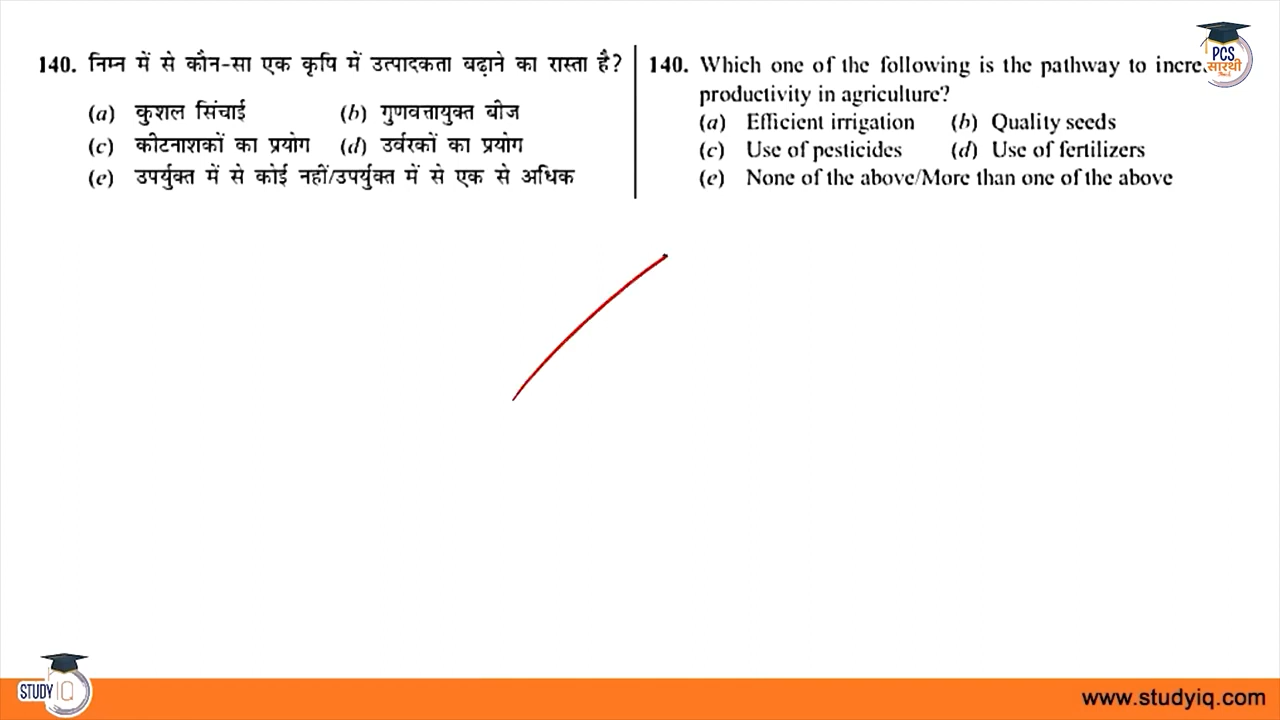 140. निम्न में से कौन-सा एक कृषि में उत्पादकता बढ़ाने का रास्ता है?
(a) कुशल सिंचाई (b) गुणवत्तायुक्त बीज
(c) कीटनाशकों का प्रयोग (d) उर्वरकों का प्रयोग
(e) उपर्युक्त में से कोई नहीं/उपर्युक्त में से एक से अधिक
140. Which one of the following is the pathway to incre
productivity in agriculture?
(a) Efficient irrigation (b) Quality seeds
(c) Use of pesticides (d) Use of fertilizers
(e) None of the above/More than one of the above
PCS
सारथी
STUDY IQ
www.studyiq.com